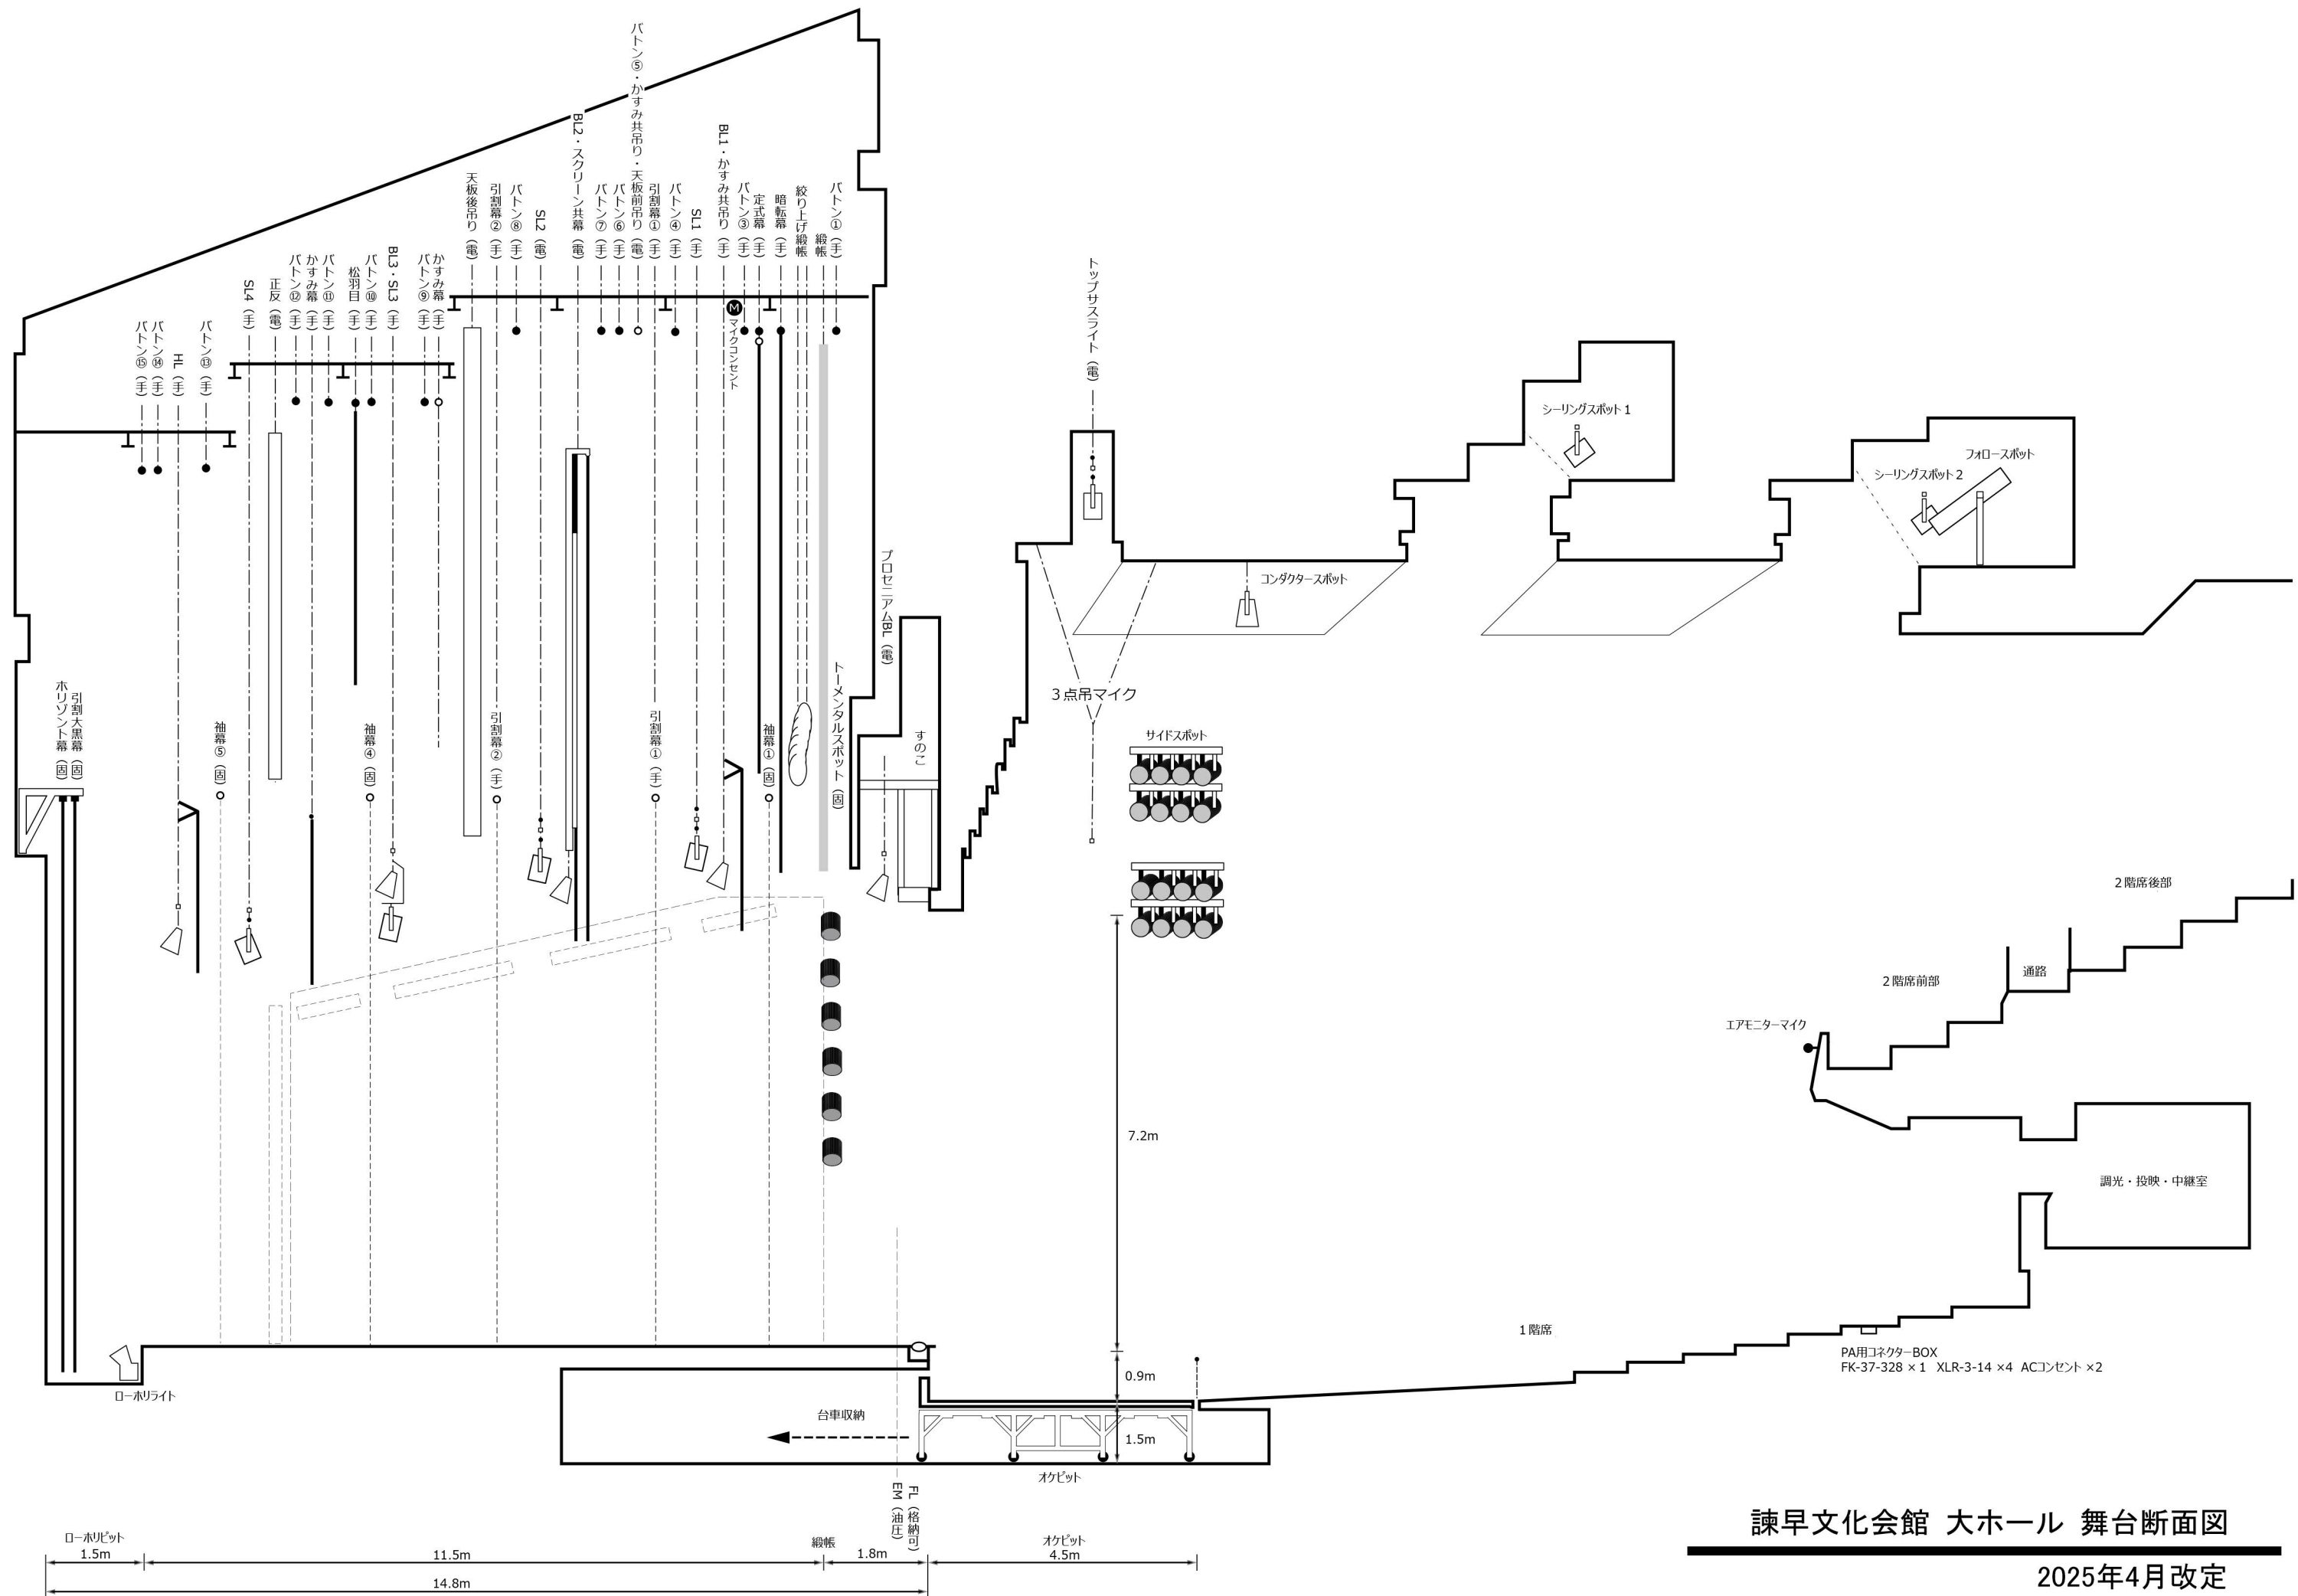 バトン⑤・かすみ共吊り・天板前吊り（電）
BL2・スクリーン共幕（電）
BL1・かすみ共吊り（手）
天板後吊り（電）
引割幕②（手）
バトン⑧（手）
SL2（電）
バトン⑦（手）
バトン⑥（手）
引割幕①（手）
バトン④（手）
SL1（手）
バトン③（手）
定式幕（手）
暗転幕（手）
絞り上げ緞帳
緞帳
バトン①（手）
SL4（手）
正反（電）
バトン⑫（手）
かすみ幕（手）
バトン⑪（手）
松羽目（手）
バトン⑩（手）
BL3・SL3（手）
バトン⑨（手）
かすみ幕（手）
バトン⑮（手）
バトン⑭（手）
HL（手）
バトン⑬（手）
M
マイクコンセント
トップサスライト（電）
シーリングスポット1
シーリングスポット2
フォロースポット
コンダクタースポット
プロセニアムBL（電）
トーメンタルスポット（固）
すのこ
3点吊マイク
サイドスポット
ホリゾント幕（固）
引割大黒幕（固）
袖幕⑤（固）
袖幕④（固）
引割幕②（手）
引割幕①（手）
袖幕①（固）
2階席後部
通路
2階席前部
エアモニターマイク
7.2m
調光・投映・中継室
1階席
PA用コネクターBOX
FK-37-328 ×1 XLR-3-14 ×4 ACコンセント ×2
ローホリライト
0.9m
台車収納
1.5m
オケピット
FL（格納可）
EM（油圧）
ローホリピット
緞帳
オケピット
1.5m
11.5m
1.8m
4.5m
14.8m
諫早文化会館 大ホール 舞台断面図
2025年4月改定